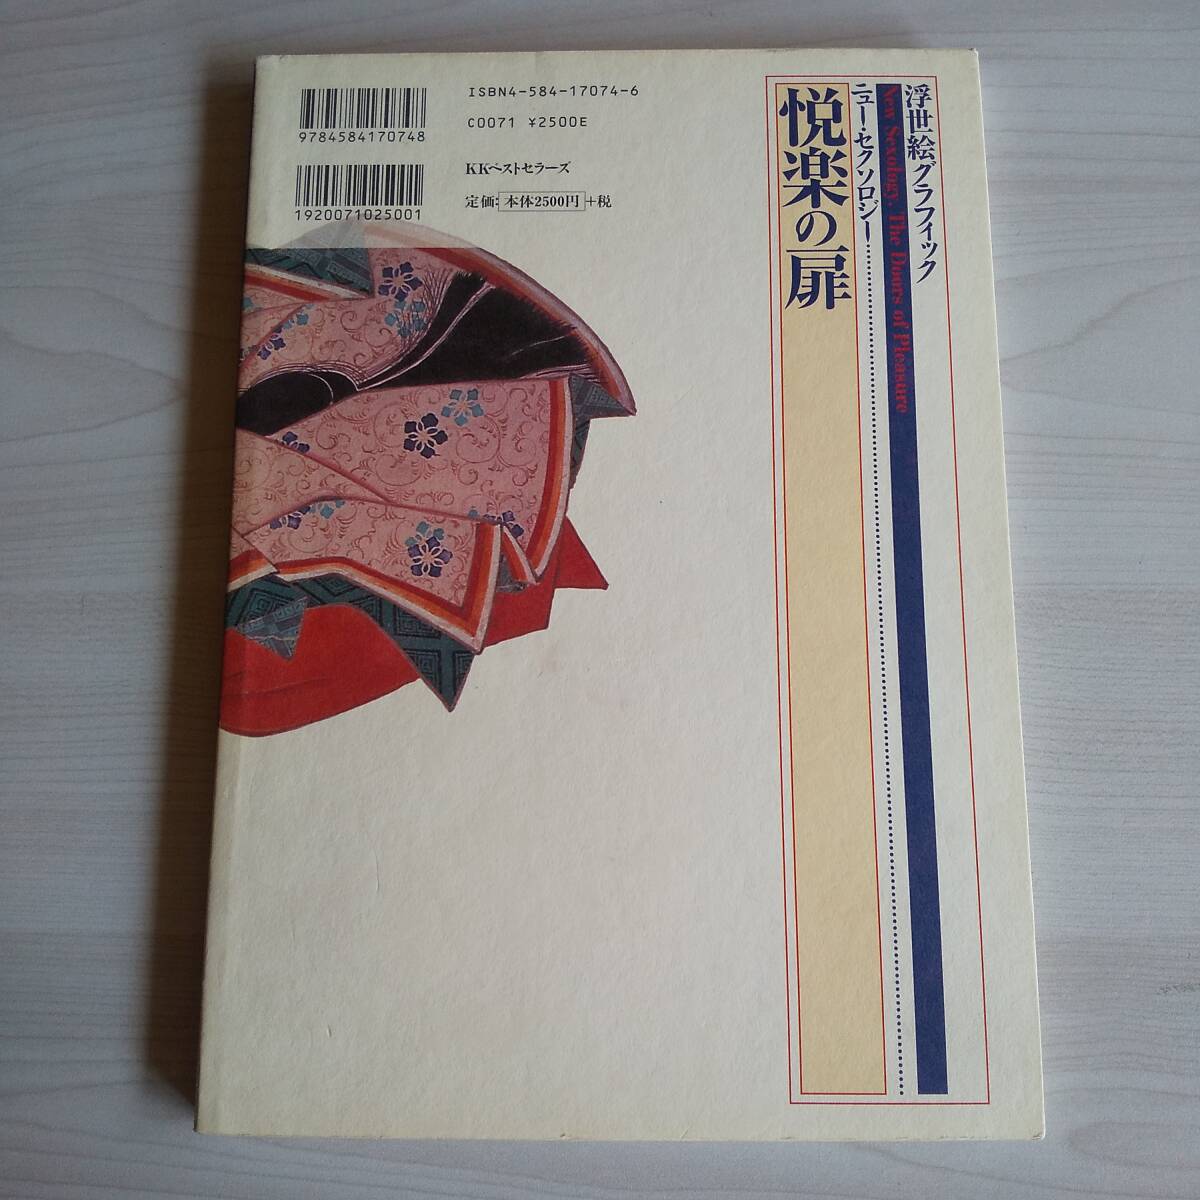 浮世絵グラフィック
New Sexology, The Doors of Pleasure
ニュー・セクソロジー
悦楽の扉
ISBN4-584-17074-6
C0071 ¥2500E
KKベストセラーズ
定価:本体2500円+税
9784584170748
1920071025001